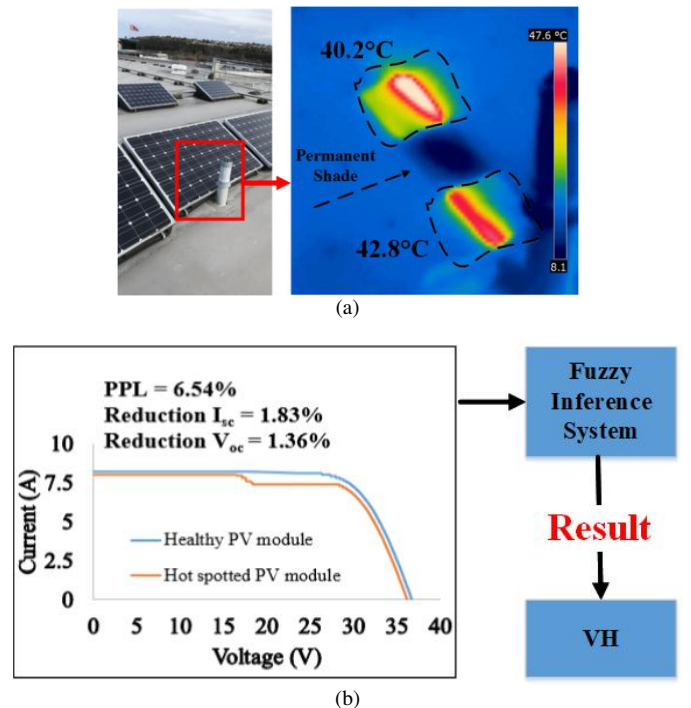 40.2°C
47.6 °C
Permanent
Shade
42.8°C
8.1
(a)
PPL = 6.54%
Reduction Isc = 1.83%
Reduction Voc = 1.36%
Current (A)
10
7.5
5
2.5
0
Healthy PV module
Hot spotted PV module
0 5 10 15 20 25 30 35 40
Voltage (V)
Fuzzy
Inference
System
Result
VH
(b)